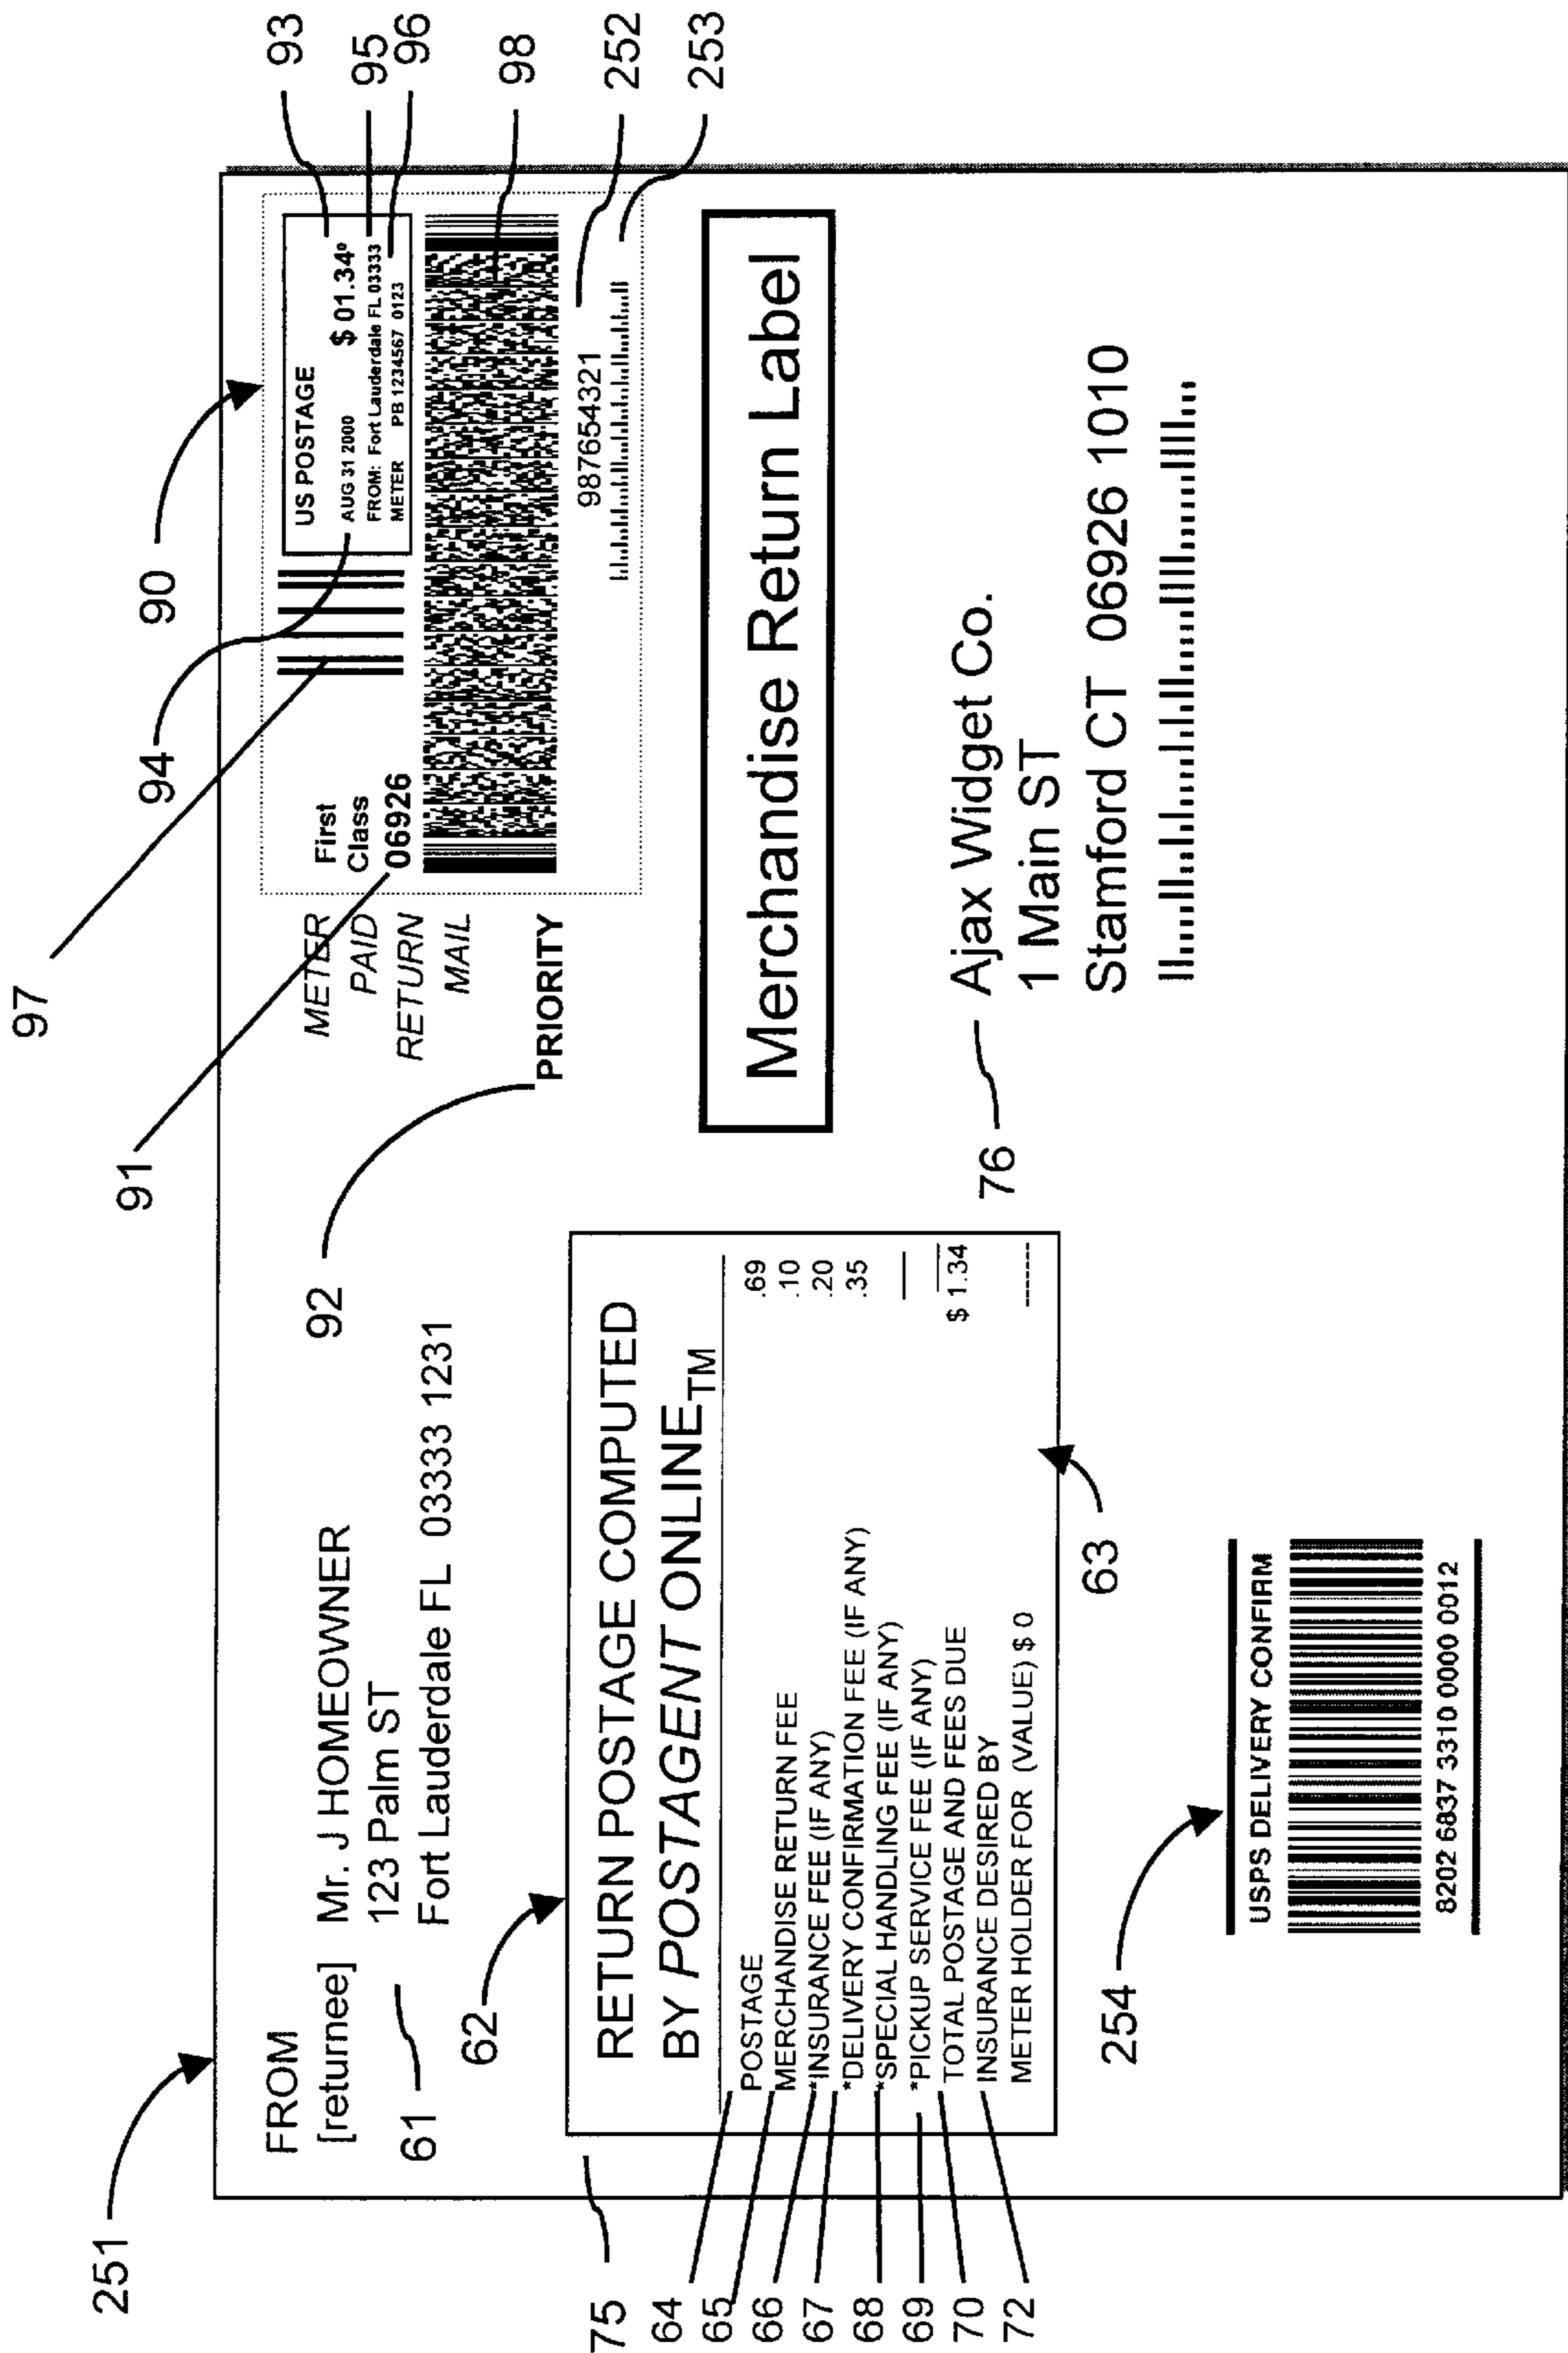 251
FROM
[returnee] Mr. J HOMEOWNER
123 Palm ST
Fort Lauderdale FL 03333 1231
61
92
91
97
94
90
93
95
96
98
252
253
METER
PAID
RETURN
MAIL
PRIORITY
First
Class
06926
US POSTAGE
AUG 31 2000 $ 01.34⁰
FROM: Fort Lauderdale FL 03333
METER PB 1234567 0123
987654321
62
RETURN POSTAGE COMPUTED
BY POSTAGENT ONLINE TM
75
64 POSTAGE .69
65 MERCHANDISE RETURN FEE .10
66 *INSURANCE FEE (IF ANY) .20
67 *DELIVERY CONFIRMATION FEE (IF ANY) .35
68 *SPECIAL HANDLING FEE (IF ANY)
69 *PICKUP SERVICE FEE (IF ANY)
70 TOTAL POSTAGE AND FEES DUE $ 1.34
72 INSURANCE DESIRED BY
METER HOLDER FOR (VALUE) $ 0
63
Merchandise Return Label
76
Ajax Widget Co.
1 Main ST
Stamford CT 06926 1010
254
USPS DELIVERY CONFIRM
8202 6837 3310 0000 0012